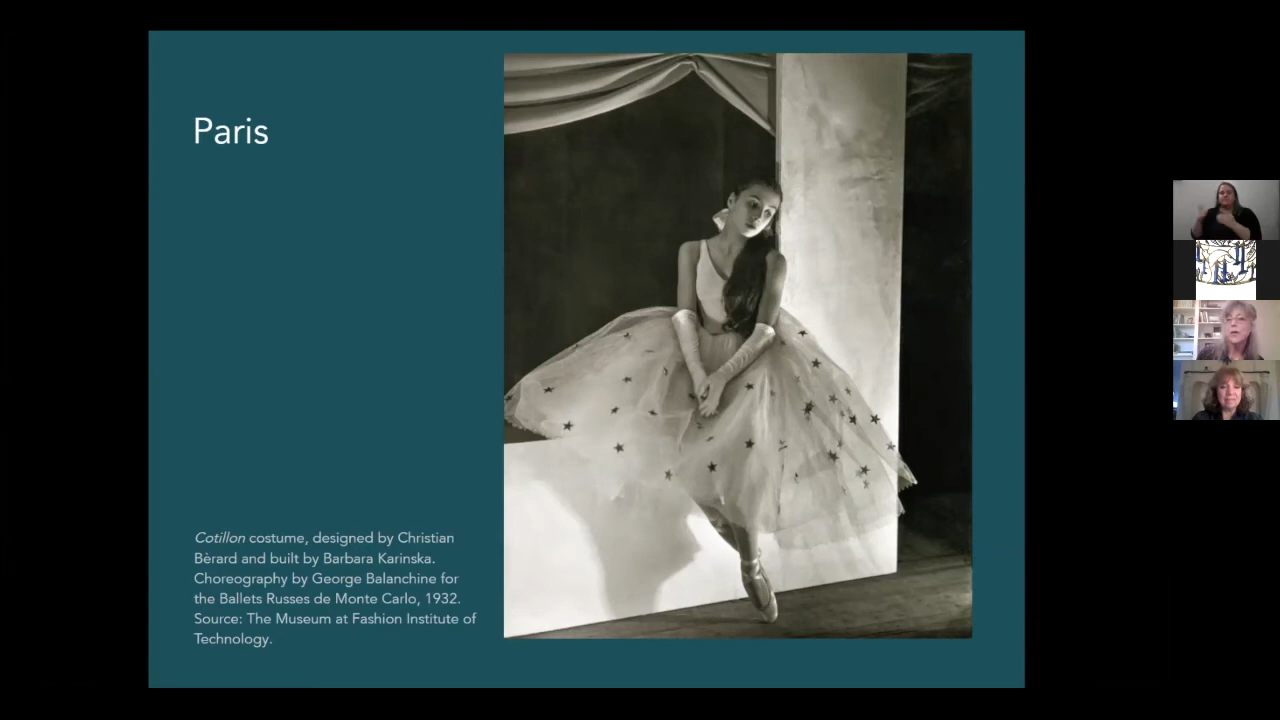 Paris
Cotillon costume, designed by Christian
Bèrard and built by Barbara Karinska.
Choreography by George Balanchine for
the Ballets Russes de Monte Carlo, 1932.
Source: The Museum at Fashion Institute of
Technology.